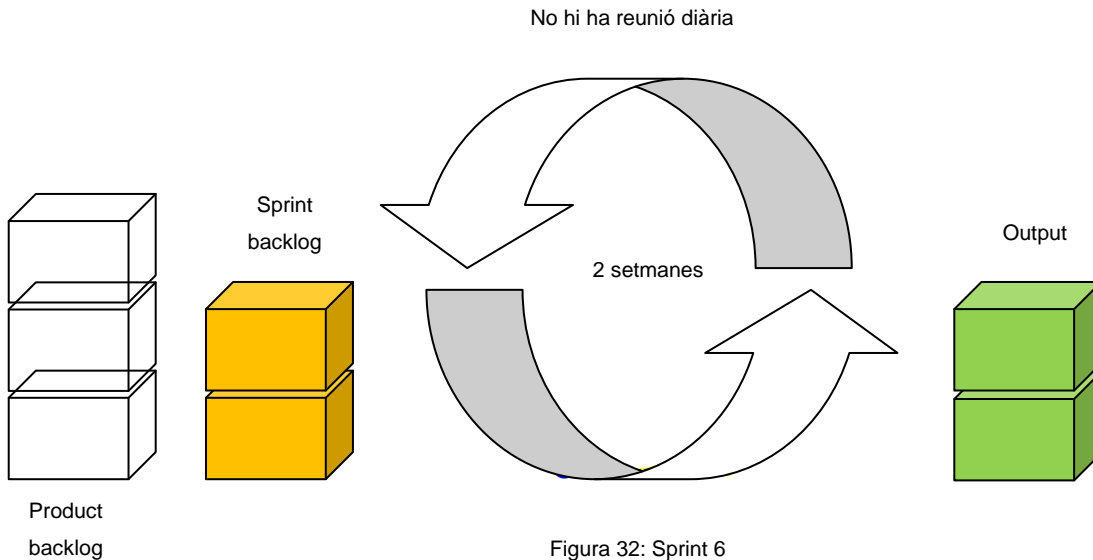 No hi ha reunió diària
Sprint
backlog
2 setmanes
Output
Product
backlog
Figura 32: Sprint 6